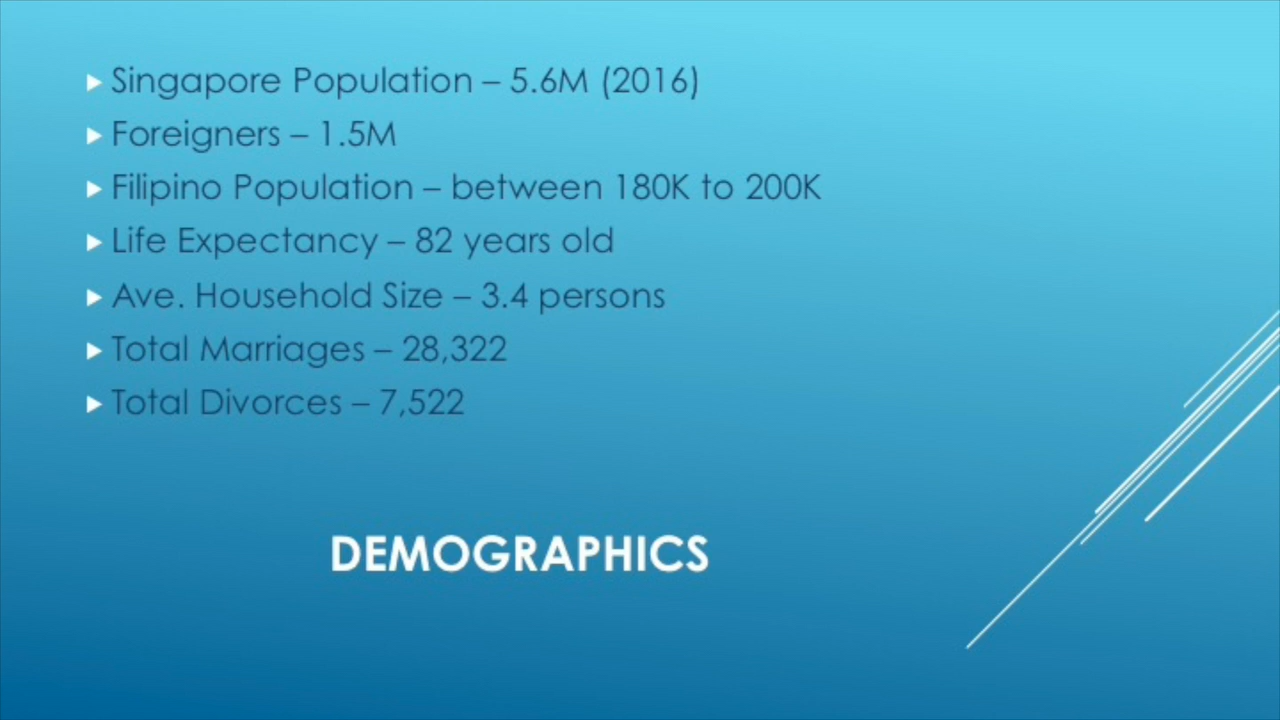 Singapore Population – 5.6M (2016)
Foreigners – 1.5M
Filipino Population – between 180K to 200K
Life Expectancy – 82 years old
Ave. Household Size – 3.4 persons
Total Marriages – 28,322
Total Divorces – 7,522
DEMOGRAPHICS